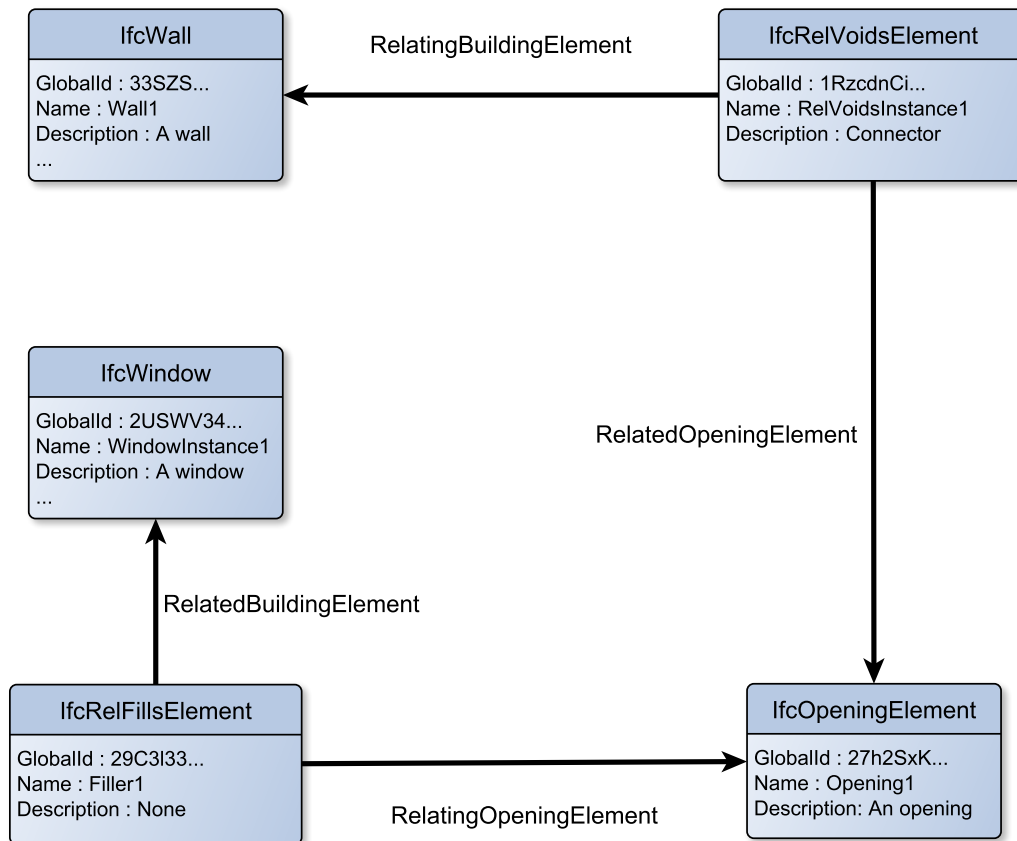 IfcWall
GlobalId : 33SZS...
Name : Wall1
Description : A wall
...
RelatingBuildingElement
IfcRelVoidsElement
GlobalId : 1RzcdnCi...
Name : RelVoidsInstance1
Description : Connector
IfcWindow
GlobalId : 2USWV34...
Name : WindowInstance1
Description : A window
...
RelatedOpeningElement
RelatedBuildingElement
IfcRelFillsElement
GlobalId : 29C3I33...
Name : Filler1
Description : None
RelatingOpeningElement
IfcOpeningElement
GlobalId : 27h2SxK...
Name : Opening1
Description: An opening